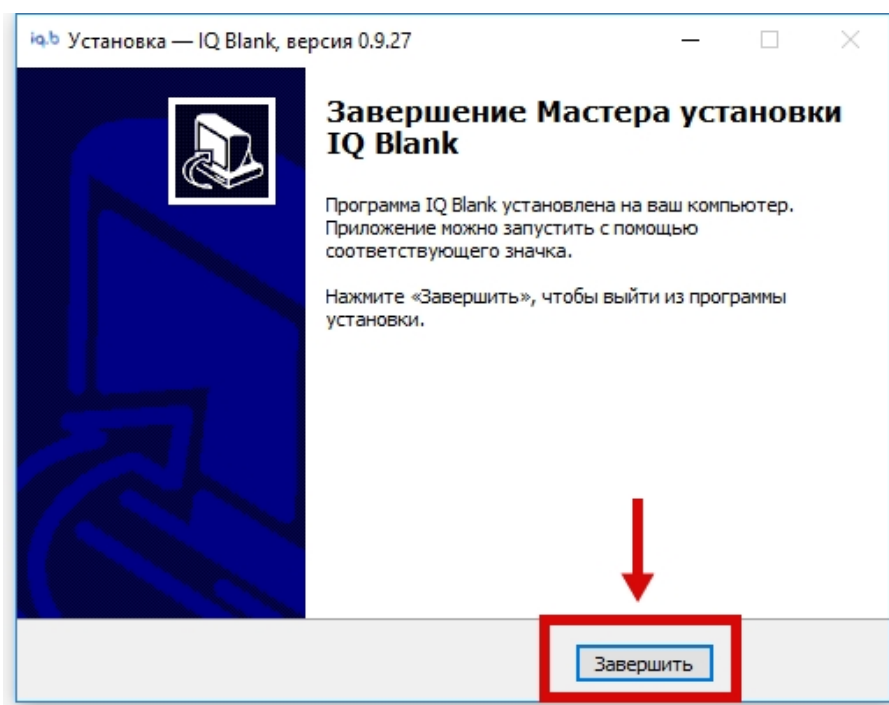 iq.b Установка — IQ Blank, версия 0.9.27
Завершение Мастера установки
IQ Blank
Программа IQ Blank установлена на ваш компьютер.
Приложение можно запустить с помощью
соответствующего значка.
Нажмите «Завершить», чтобы выйти из программы
установки.
Завершить